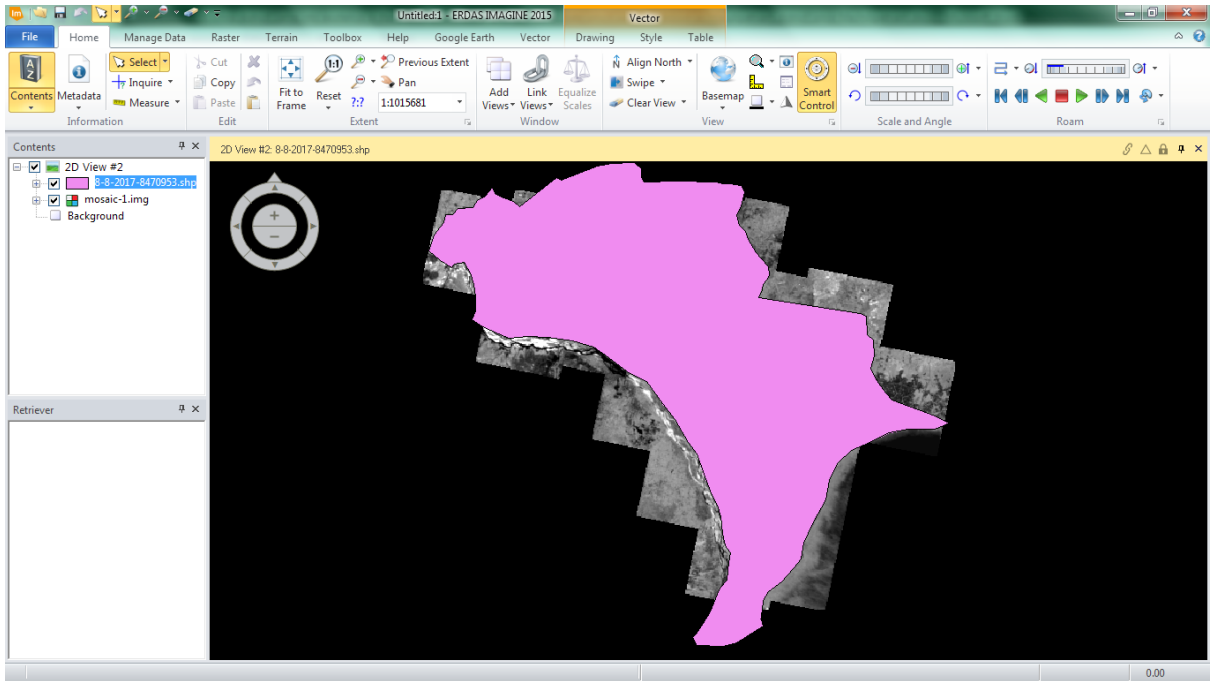 Untitled:1 - ERDAS IMAGINE 2015
Vector
File Home Manage Data Raster Terrain Toolbox Help Google Earth Vector Drawing Style Table
Contents
Metadata
Select
Inquire
Measure
Information
Cut
Copy
Paste
Edit
Fit to Frame
1:1
Reset
?:?
Previous Extent
Pan
1:1015681
Extent
Add Views
Link Views
Equalize Scales
Window
Align North
Swipe
Clear View
Basemap
Smart Control
View
Scale and Angle
Roam
Contents
2D View #2
8-8-2017-8470953.shp
mosaic-1.img
Background
Retriever
2D View #2: 8-8-2017-8470953.shp
0.00